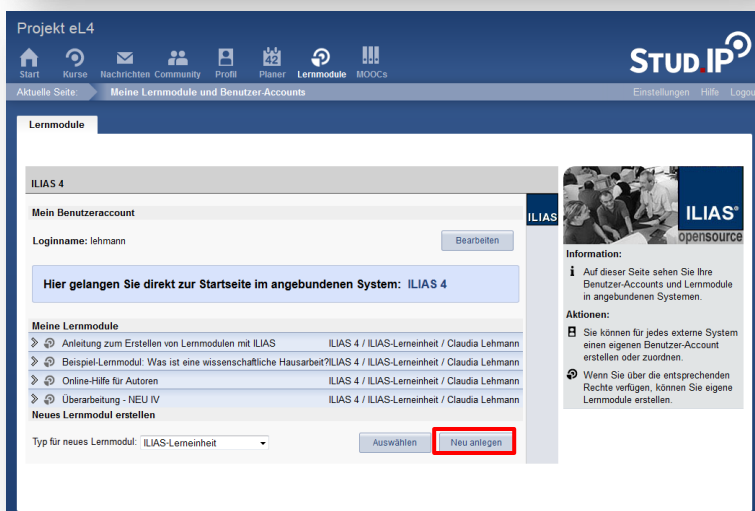 Projekt eL4
42
Start Kurse Nachrichten Community Profil Planer Lernmodule MOOCs
STUD.IP
Aktuelle Seite: Meine Lernmodule und Benutzer-Accounts Einstellungen Hilfe Logou
Lernmodule
ILIAS 4
Mein Benutzeraccount
ILIAS
Loginname: lehmann Bearbeiten
Hier gelangen Sie direkt zur Startseite im angebundenen System: ILIAS 4
Meine Lernmodule
Anleitung zum Erstellen von Lernmodulen mit ILIAS ILIAS 4 / ILIAS-Lerneinheit / Claudia Lehmann
Beispiel-Lernmodul: Was ist eine wissenschaftliche Hausarbeit?ILIAS 4 / ILIAS-Lerneinheit / Claudia Lehmann
Online-Hilfe für Autoren ILIAS 4 / ILIAS-Lerneinheit / Claudia Lehmann
Überarbeitung - NEU IV ILIAS 4 / ILIAS-Lerneinheit / Claudia Lehmann
Neues Lernmodul erstellen
Typ für neues Lernmodul: ILIAS-Lerneinheit Auswählen Neu anlegen
ILIAS®
opensource
Information:
Auf dieser Seite sehen Sie Ihre
Benutzer-Accounts und Lernmodule
in angebundenen Systemen.
Aktionen:
Sie können für jedes externe System
einen eigenen Benutzer-Account
erstellen oder zuordnen.
Wenn Sie über die entsprechenden
Rechte verfügen, können Sie eigene
Lernmodule erstellen.